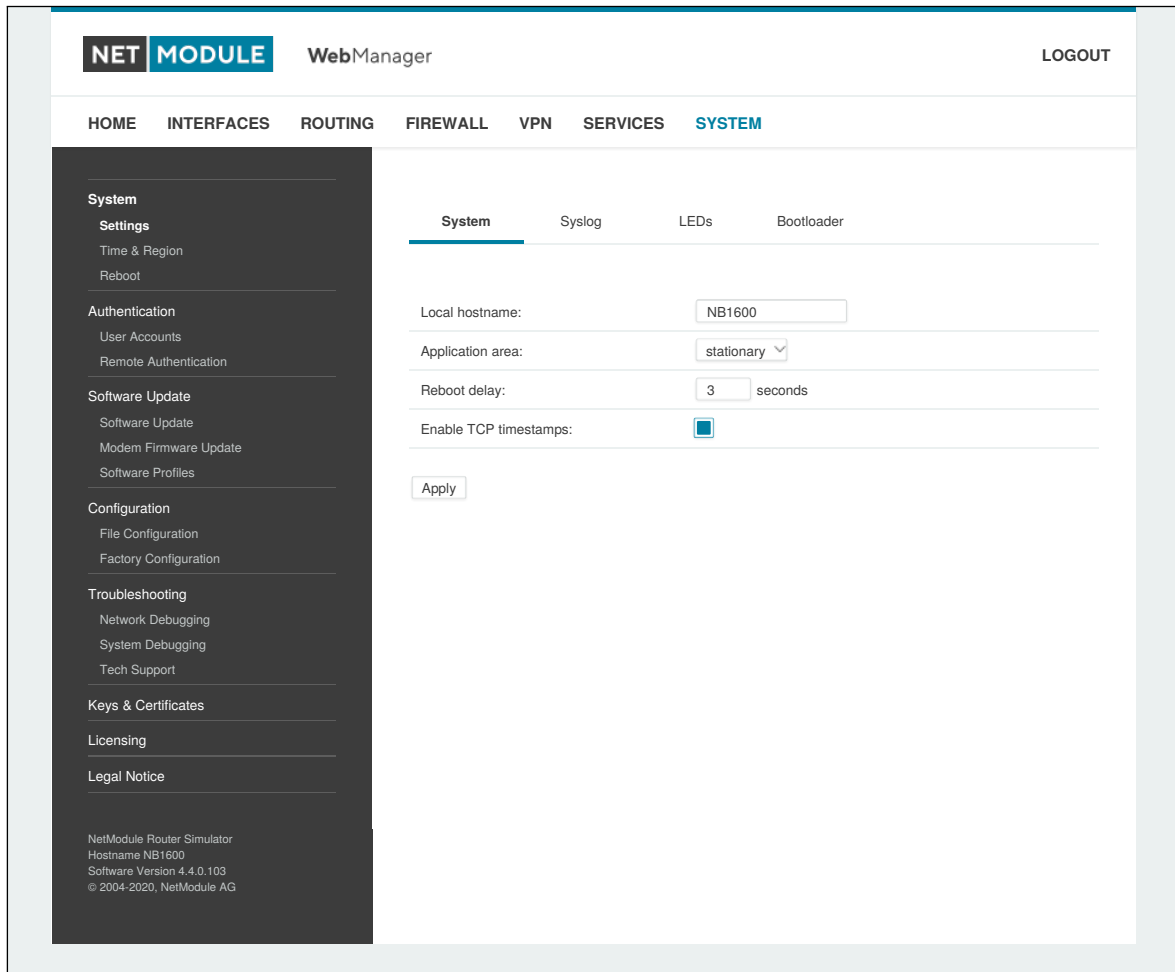 NET MODULE WebManager LOGOUT
HOME INTERFACES ROUTING FIREWALL VPN SERVICES SYSTEM
System
Settings
Time & Region
Reboot
Authentication
User Accounts
Remote Authentication
Software Update
Software Update
Modem Firmware Update
Software Profiles
Configuration
File Configuration
Factory Configuration
Troubleshooting
Network Debugging
System Debugging
Tech Support
Keys & Certificates
Licensing
Legal Notice
NetModule Router Simulator
Hostname NB1600
Software Version 4.4.0.103
© 2004-2020, NetModule AG
System Syslog LEDs Bootloader
Local hostname: NB1600
Application area: stationary
Reboot delay: 3 seconds
Enable TCP timestamps:
Apply